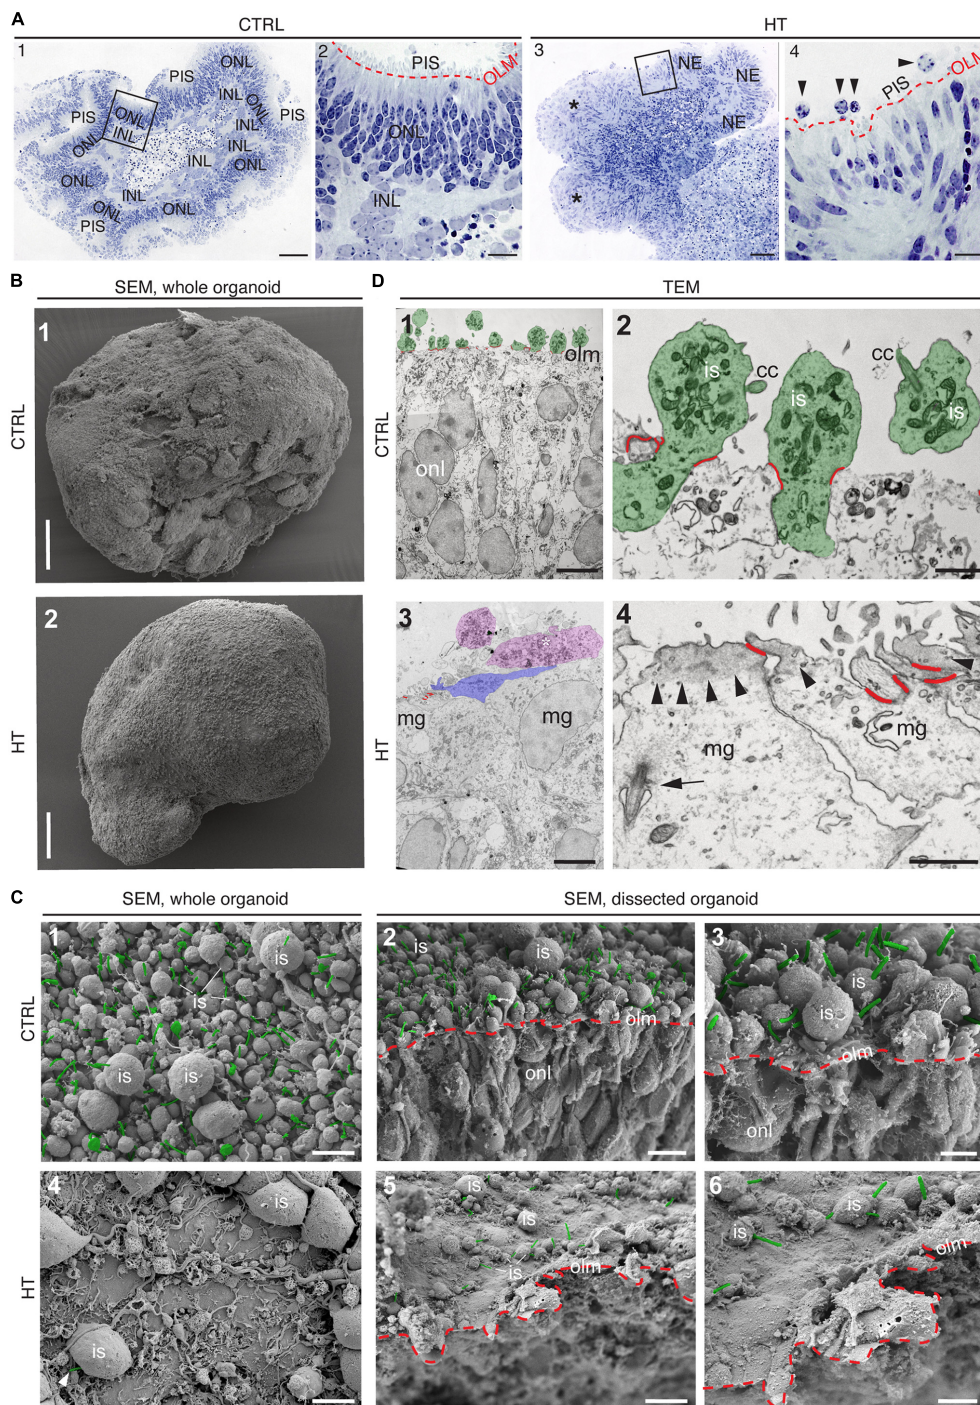 A
CTRL
HT
1
ONL
PIS
INL
ONL
PIS
ONL
INL
PIS
ONL
INL
INL
INL
ONL
ONL
INL
ONL
ONL
PIS
2
PIS
OLM
ONL
INL
3
NE
NE
NE
*
*
4
PIS
OLM
B
SEM, whole organoid
CTRL
1
HT
2
D
TEM
CTRL
1
olm
onl
2
is
cc
is
cc
is
HT
3
*
mg
mg
4
mg
mg
C
SEM, whole organoid
SEM, dissected organoid
CTRL
1
is
is
is
is
2
is
is
olm
onl
3
is
is
olm
onl
HT
4
is
is
5
is
is
is
olm
6
is
is
olm